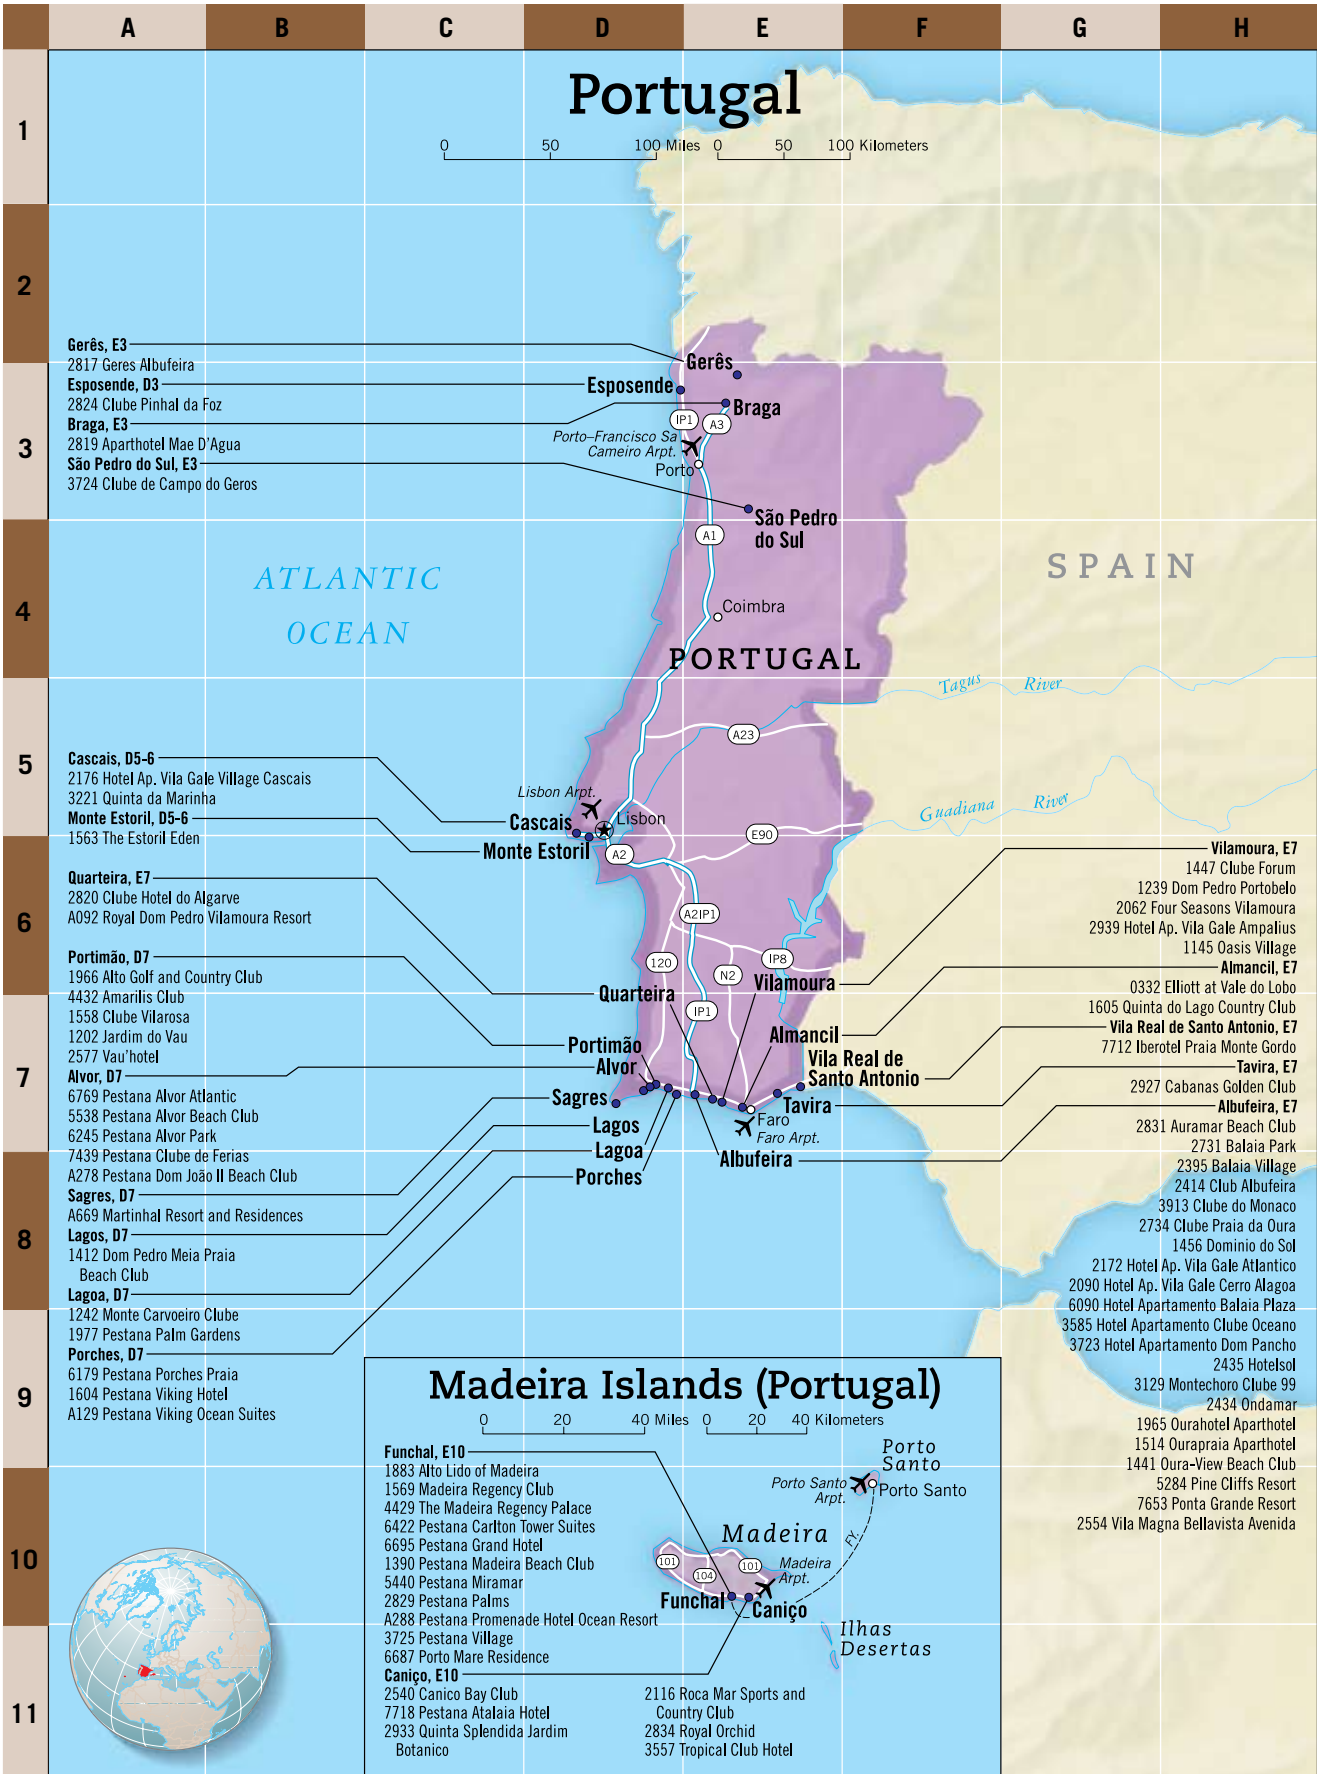 A B C D E F G H
1
2
3
4
5
6
7
8
9
10
11
Portugal
0 50 100 Miles 0 50 100 Kilometers
Gerês, E3
2817 Geres Albufeira
Esposende, D3
2824 Clube Pinhal da Foz
Braga, E3
2819 Aparthotel Mae D'Agua
São Pedro do Sul, E3
3724 Clube de Campo do Geros
Gerês
Esposende
Braga
IP1
A3
Porto–Francisco Sa
Cameiro Arpt.
Porto
São Pedro
do Sul
A1
ATLANTIC
OCEAN
SPAIN
Coimbra
PORTUGAL
Tagus River
A23
Guadiana River
Cascais, D5-6
2176 Hotel Ap. Vila Gale Village Cascais
3221 Quinta da Marinha
Monte Estoril, D5-6
1563 The Estoril Eden
Quarteira, E7
2820 Clube Hotel do Algarve
A092 Royal Dom Pedro Vilamoura Resort
Portimão, D7
1966 Alto Golf and Country Club
4432 Amarilis Club
1558 Clube Vilarosa
1202 Jardim do Vau
2577 Vau'hotel
Alvor, D7
6769 Pestana Alvor Atlantic
5538 Pestana Alvor Beach Club
6245 Pestana Alvor Park
7439 Pestana Clube de Ferias
A278 Pestana Dom João II Beach Club
Sagres, D7
A669 Martinhal Resort and Residences
Lagos, D7
1412 Dom Pedro Meia Praia
Beach Club
Lagoa, D7
1242 Monte Carvoeiro Clube
1977 Pestana Palm Gardens
Porches, D7
6179 Pestana Porches Praia
1604 Pestana Viking Hotel
A129 Pestana Viking Ocean Suites
Lisbon Arpt.
Cascais
Lisbon
Monte Estoril
A2
E90
A2IP1
120
N2
IP8
Vilamoura
Quarteira
IP1
Almancil
Portimão
Vila Real de
Santo Antonio
Alvor
Sagres
Tavira
Lagos
Faro
Faro Arpt.
Lagoa
Albufeira
Porches
Vilamoura, E7
1447 Clube Forum
1239 Dom Pedro Portobelo
2062 Four Seasons Vilamoura
2939 Hotel Ap. Vila Gale Ampalius
1145 Oasis Village
Almancil, E7
0332 Elliott at Vale do Lobo
1605 Quinta do Lago Country Club
Vila Real de Santo Antonio, E7
7712 Iberotel Praia Monte Gordo
Tavira, E7
2927 Cabanas Golden Club
Albufeira, E7
2831 Auramar Beach Club
2731 Balaia Park
2395 Balaia Village
2414 Club Albufeira
3913 Clube do Monaco
2734 Clube Praia da Oura
1456 Dominio do Sol
2172 Hotel Ap. Vila Gale Atlantico
2090 Hotel Ap. Vila Gale Cerro Alagoa
6090 Hotel Apartamento Balaia Plaza
3585 Hotel Apartamento Clube Oceano
3723 Hotel Apartamento Dom Pancho
2435 Hotelsol
3129 Montechoro Clube 99
2434 Ondamar
1965 Ourahotel Aparthotel
1514 Ourapraia Aparthotel
1441 Oura-View Beach Club
5284 Pine Cliffs Resort
7653 Ponta Grande Resort
2554 Vila Magna Bellavista Avenida
Madeira Islands (Portugal)
0 20 40 Miles 0 20 40 Kilometers
Funchal, E10
1883 Alto Lido of Madeira
1569 Madeira Regency Club
4429 The Madeira Regency Palace
6422 Pestana Carlton Tower Suites
6695 Pestana Grand Hotel
1390 Pestana Madeira Beach Club
5440 Pestana Miramar
2829 Pestana Palms
A288 Pestana Promenade Hotel Ocean Resort
3725 Pestana Village
6687 Porto Mare Residence
Caniço, E10
2540 Canico Bay Club
7718 Pestana Atalaia Hotel
2933 Quinta Splendida Jardim
Botanico
2116 Roca Mar Sports and
Country Club
2834 Royal Orchid
3557 Tropical Club Hotel
Porto
Santo
Porto Santo
Arpt.
Porto Santo
Madeira
FY.
101
104
101
Madeira
Arpt.
Funchal
Caniço
Ilhas
Desertas